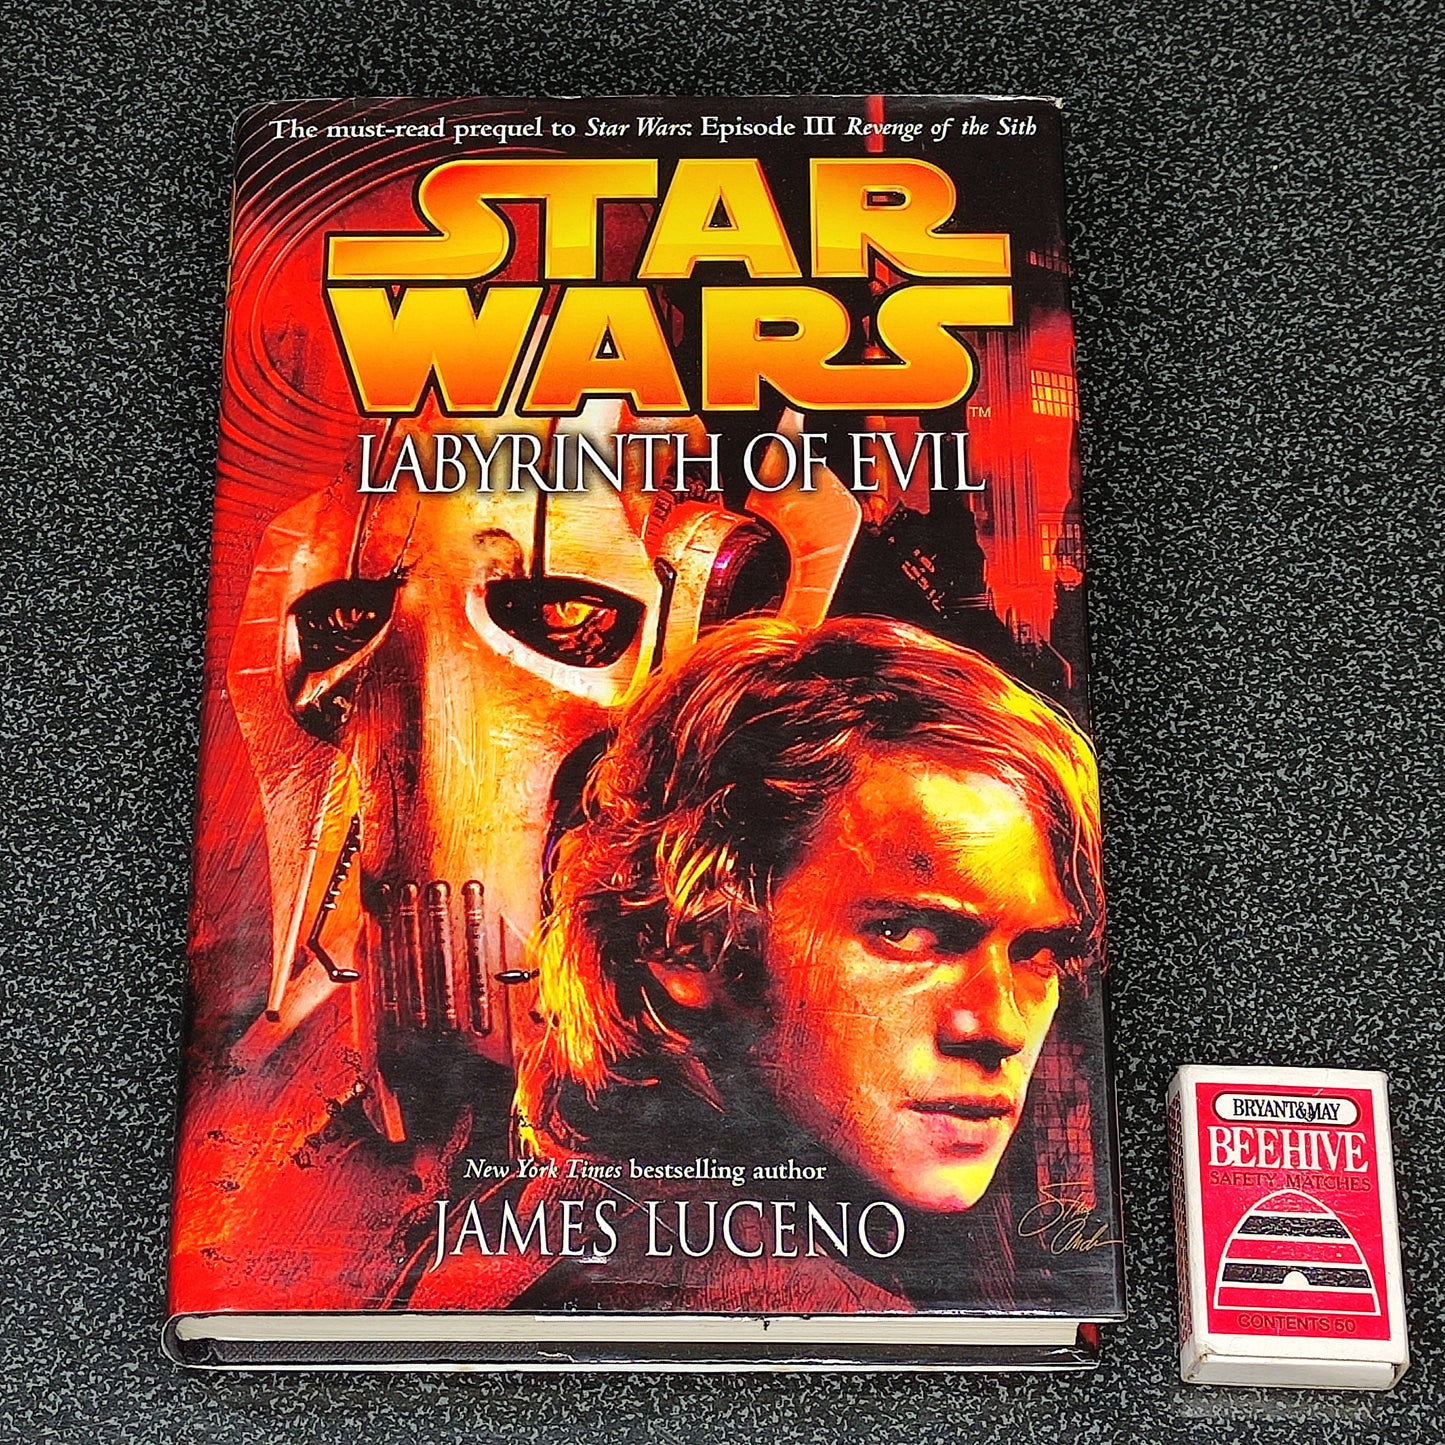 The must-read prequel to Star Wars: Episode III Revenge of the Sith
STAR
WARS
TM
LABYRINTH OF EVIL
New York Times bestselling author
JAMES LUCENO
BRYANT&MAY
BEEHIVE
SAFETY MATCHES
CONTENTS 50